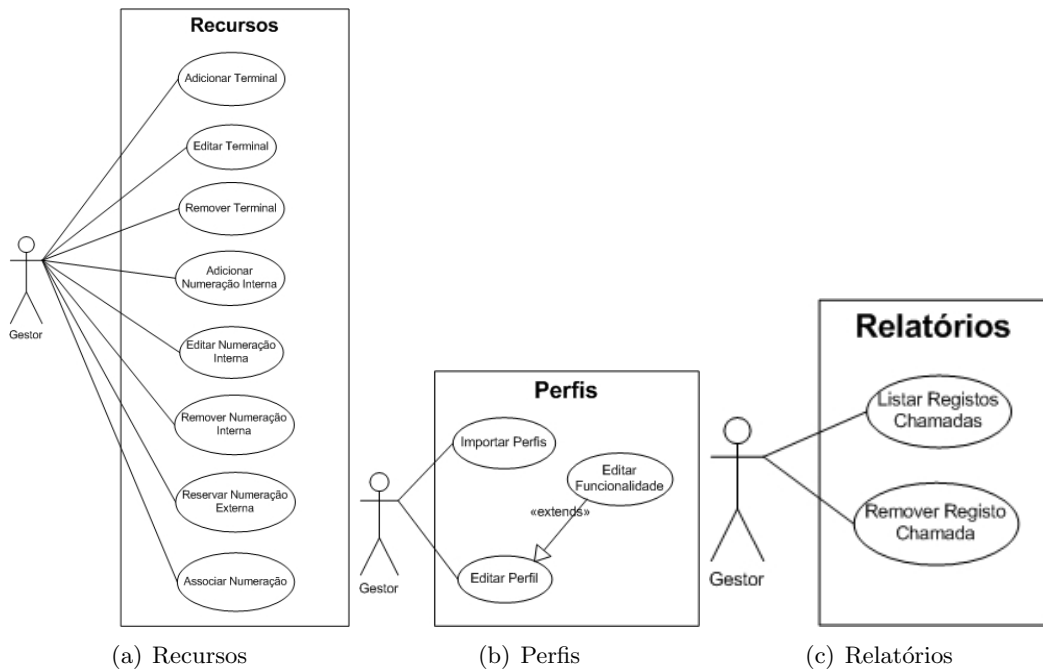 Recursos
Adicionar Terminal
Editar Terminal
Remover Terminal
Adicionar
Numeração Interna
Editar Numeração
Interna
Remover Numeração
Interna
Reservar Numeração
Externa
Associar Numeração
Gestor
(a) Recursos
Perfis
Importar Perfis
Editar
Funcionalidade
«extends»
Editar Perfil
Gestor
(b) Perfis
Relatórios
Listar Registos
Chamadas
Remover Registo
Chamada
Gestor
(c) Relatórios